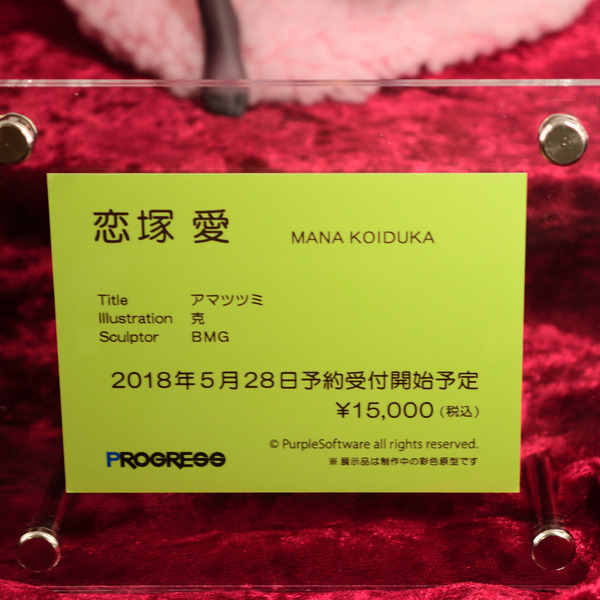 恋塚 愛 MANA KOIDUKA
Title アマツツミ
Illustration 克
Sculptor BMG
2018年5月28日予約受付開始予定
¥15,000(税込)
© PurpleSoftware all rights reserved.
PROGRESS
※ 展示品は制作中の彩色原型です